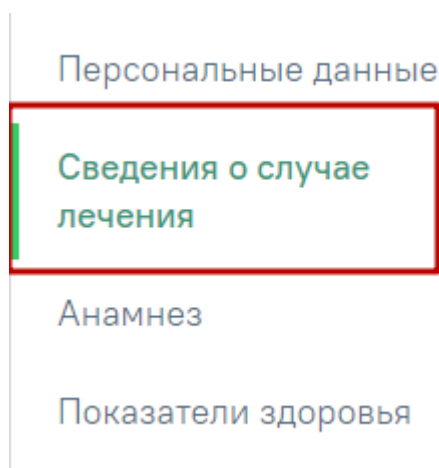 Персональные данные
Сведения о случае
лечения
Анамнез
Показатели здоровья